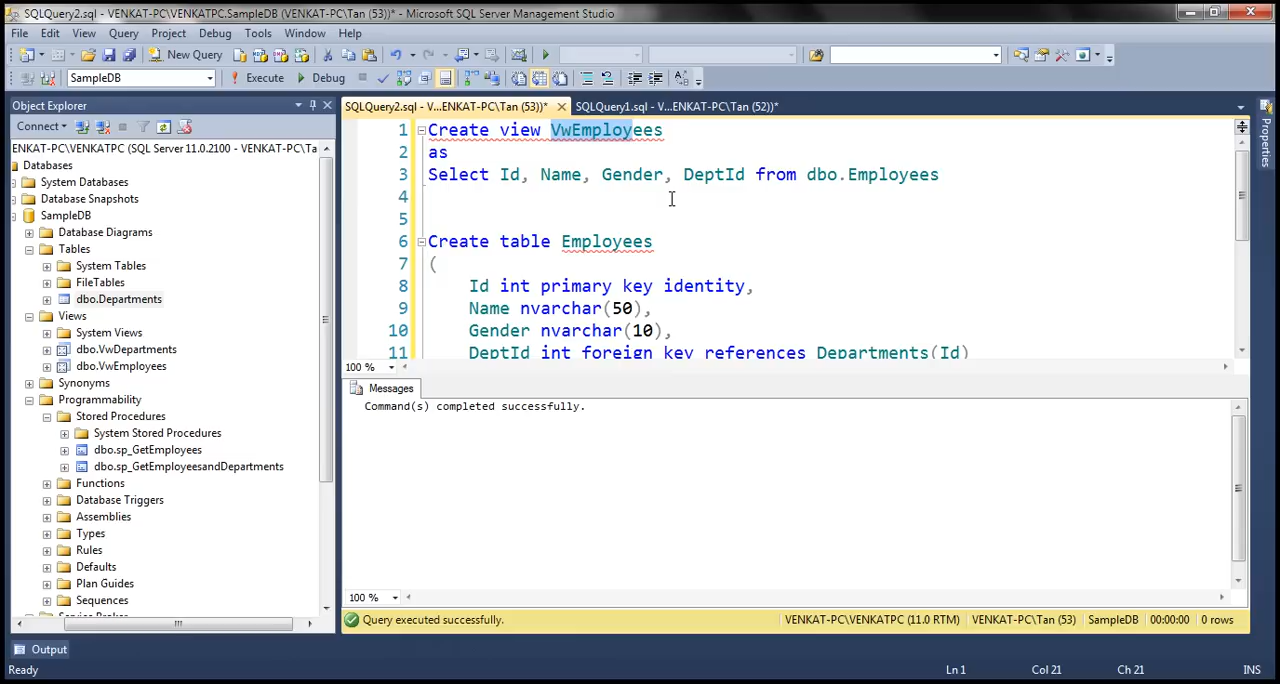 SQLQuery2.sql - VENKAT-PC\VENKATPC.SampleDB (VENKAT-PC\Tan (53))* - Microsoft SQL Server Management Studio
File Edit View Query Project Debug Tools Window Help
New Query
SampleDB Execute Debug
Object Explorer
SQLQuery2.sql - V...ENKAT-PC\Tan (53))* SQLQuery1.sql - V...ENKAT-PC\Tan (52))*
Properties
Connect
ENKAT-PC\VENKATPC (SQL Server 11.0.2100 - VENKAT-PC\Ta
Databases
System Databases
Database Snapshots
SampleDB
Database Diagrams
Tables
System Tables
FileTables
dbo.Departments
Views
System Views
dbo.VwDepartments
dbo.VwEmployees
Synonyms
Programmability
Stored Procedures
System Stored Procedures
dbo.sp_GetEmployees
dbo.sp_GetEmployeesandDepartments
Functions
Database Triggers
Assemblies
Types
Rules
Defaults
Plan Guides
Sequences
Service Broker
1 Create view VwEmployees
2 as
3 Select Id, Name, Gender, DeptId from dbo.Employees
4
5
6 Create table Employees
7 (
8 Id int primary key identity,
9 Name nvarchar(50),
10 Gender nvarchar(10),
11 DeptId int foreign key references Departments(Id)
100 %
Messages
Command(s) completed successfully.
100 %
Query executed successfully. VENKAT-PC\VENKATPC (11.0 RTM) VENKAT-PC\Tan (53) SampleDB 00:00:00 0 rows
Output
Ready Ln 1 Col 21 Ch 21 INS